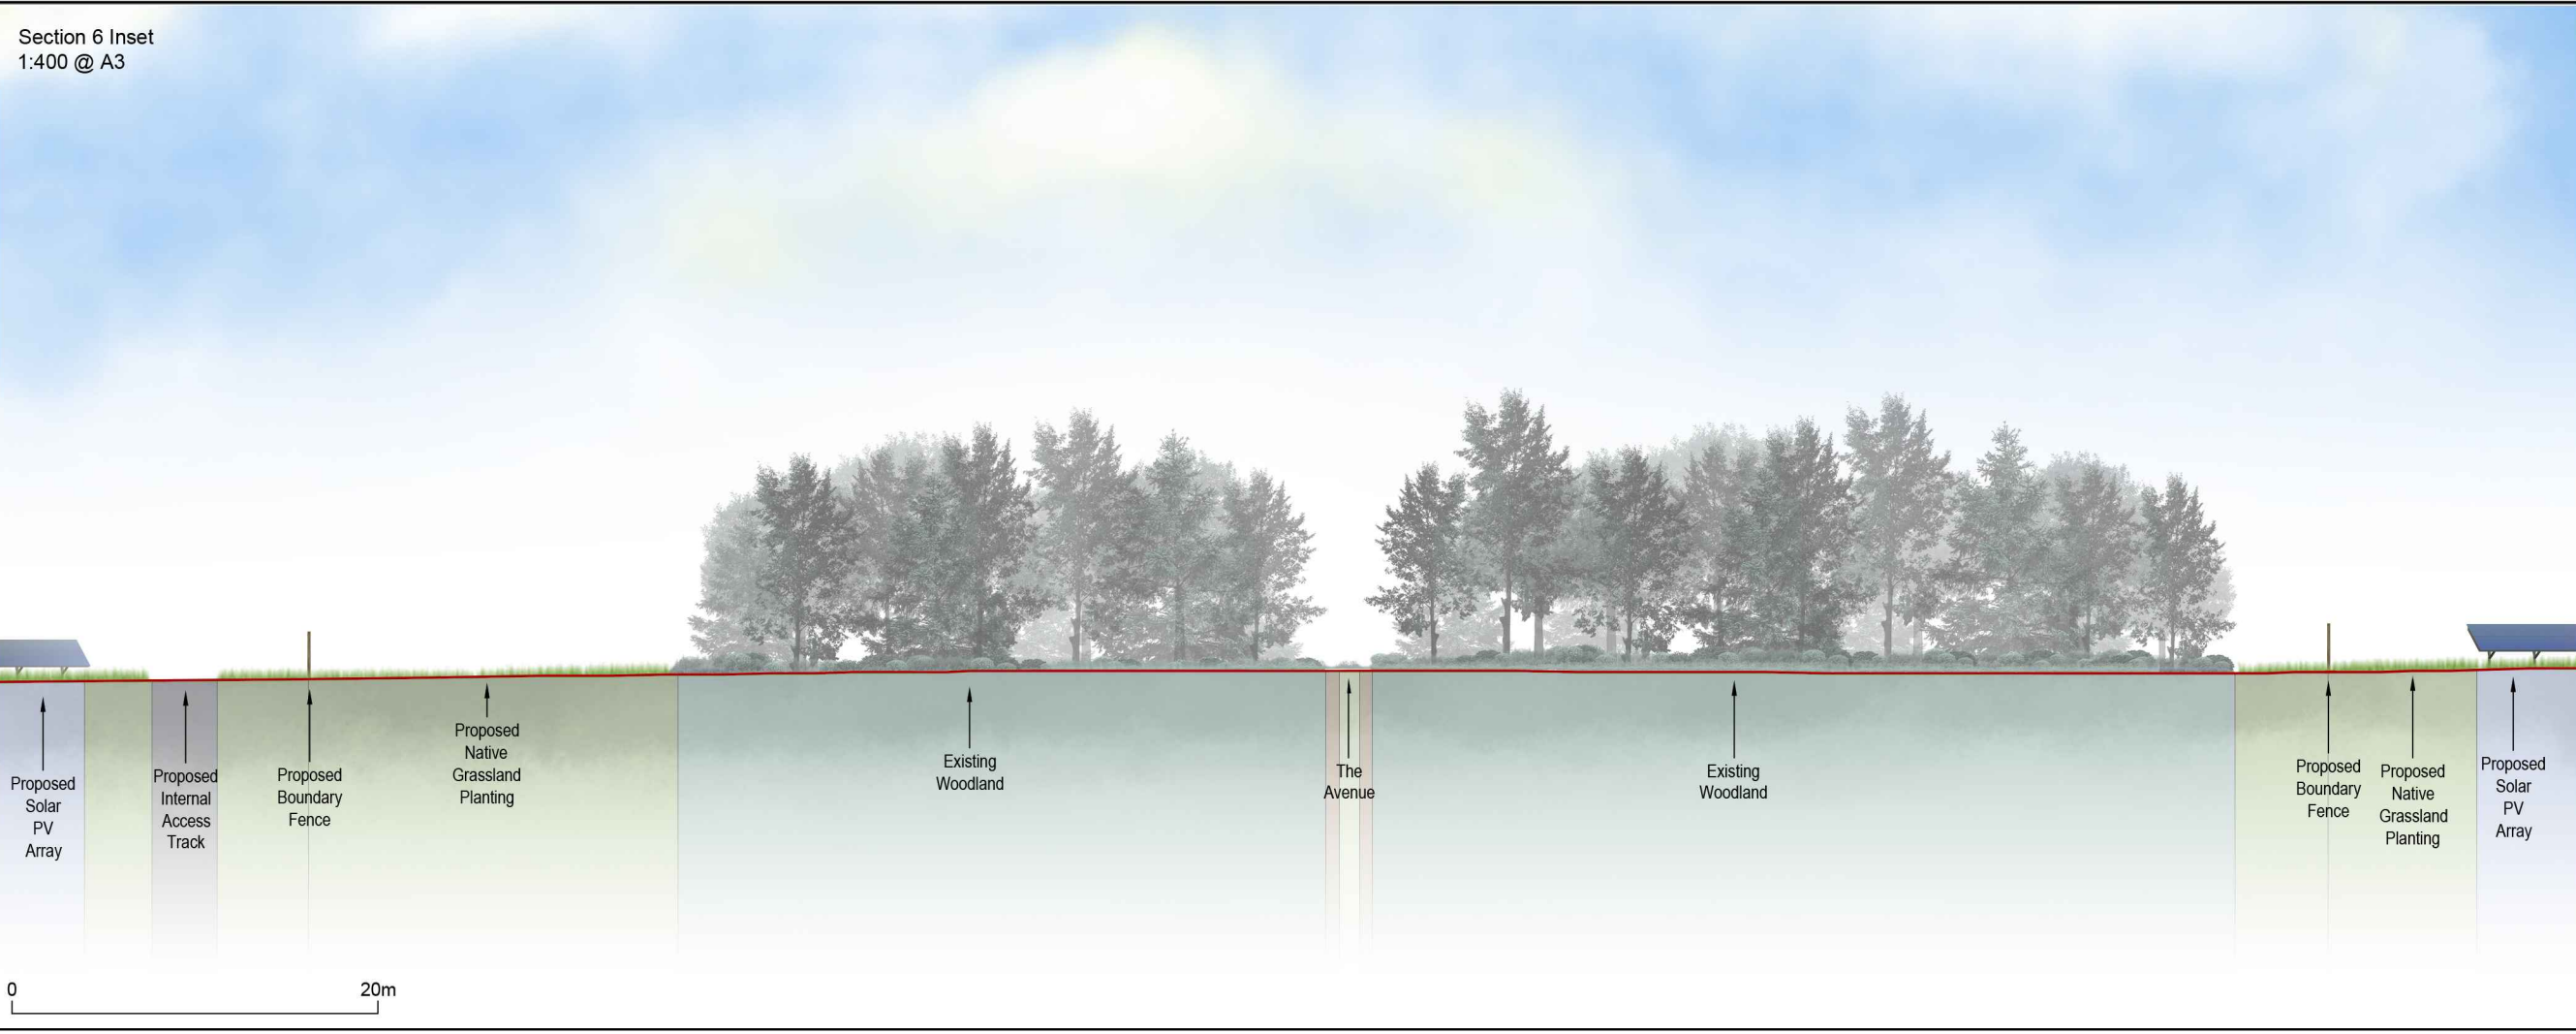 Section 6 Inset
1:400 @ A3
Proposed
Solar
PV
Array
Proposed
Internal
Access
Track
Proposed
Boundary
Fence
Proposed
Native
Grassland
Planting
Existing
Woodland
The
Avenue
Existing
Woodland
Proposed
Boundary
Fence
Proposed
Native
Grassland
Planting
Proposed
Solar
PV
Array
0
20m